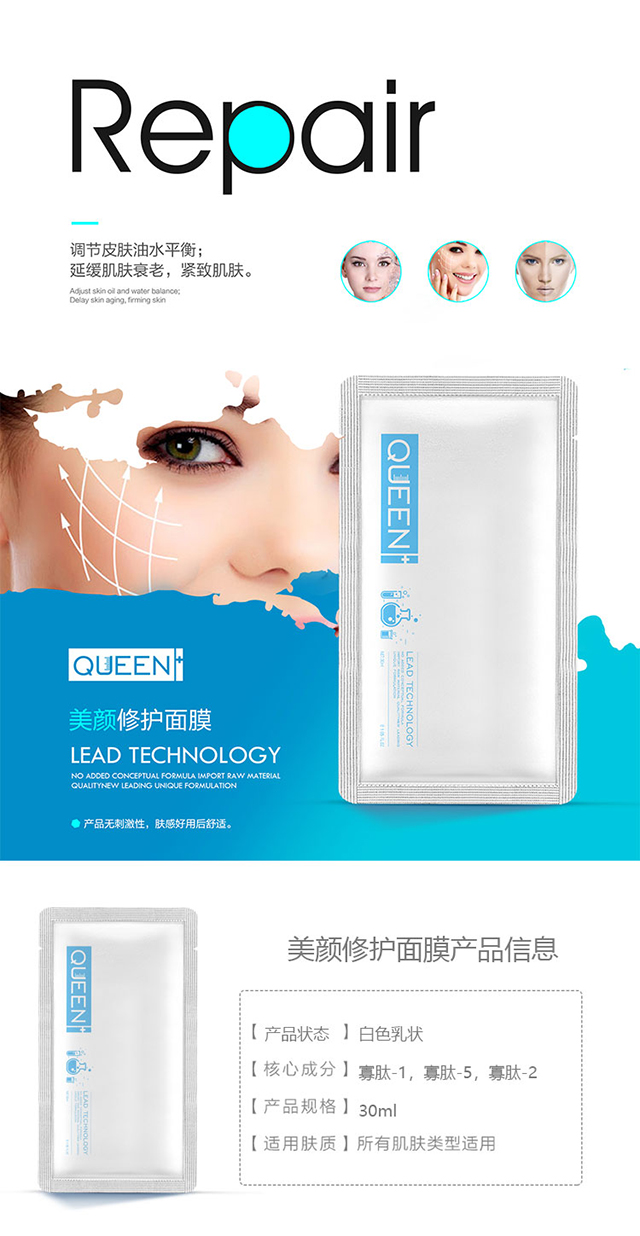 Repair
调节皮肤油水平衡；
延缓肌肤衰老，紧致肌肤。
Adjust skin oil and water balance;
Delay skin aging, firming skin
QUEEN+
LEAD TECHNOLOGY
QUEEN+
美颜修护面膜
LEAD TECHNOLOGY
NO ADDED CONCEPTUAL FORMULA IMPORT RAW MATERIAL
QUALITYNEW LEADING UNIQUE FORMULATION
产品无刺激性，肤感好用后舒适。
QUEEN+
LEAD TECHNOLOGY
美颜修护面膜产品信息
【 产品状态 】白色乳状
【核心成分】寡肽-1，寡肽-5，寡肽-2
【产品规格】30ml
【适用肤质】所有肌肤类型适用